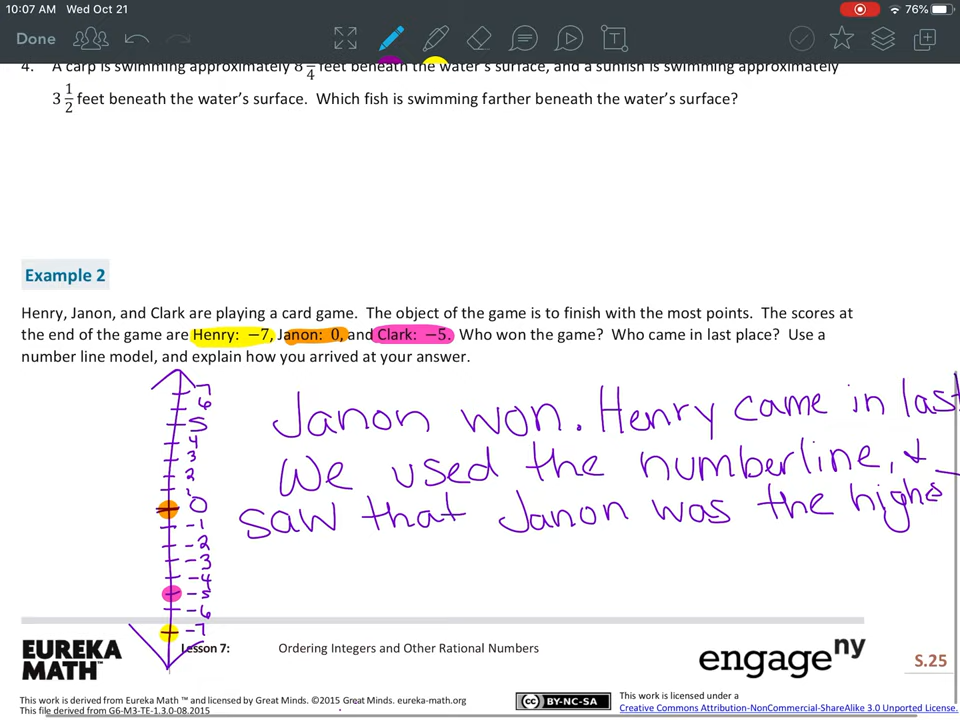 10:07 AM Wed Oct 21
76%
Done
4. A carp is swimming approximately 8 1/4 feet beneath the water's surface, and a sunfish is swimming approximately
3 1/2 feet beneath the water's surface. Which fish is swimming farther beneath the water's surface?
Example 2
Henry, Janon, and Clark are playing a card game. The object of the game is to finish with the most points. The scores at
the end of the game are Henry: −7, Janon: 0, and Clark: −5. Who won the game? Who came in last place? Use a
number line model, and explain how you arrived at your answer.
7
6
5
4
3
2
1
0
-1
-2
-3
-4
-5
-6
-7
Janon won. Henry came in last
We used the numberline, +
saw that Janon was the highes
EUREKA
MATH™
Lesson 7: Ordering Integers and Other Rational Numbers
engage ny
S.25
This work is derived from Eureka Math ™ and licensed by Great Minds. ©2015 Great Minds. eureka-math.org
This file derived from G6-M3-TE-1.3.0-08.2015
cc BY-NC-SA
This work is licensed under a
Creative Commons Attribution-NonCommercial-ShareAlike 3.0 Unported License.